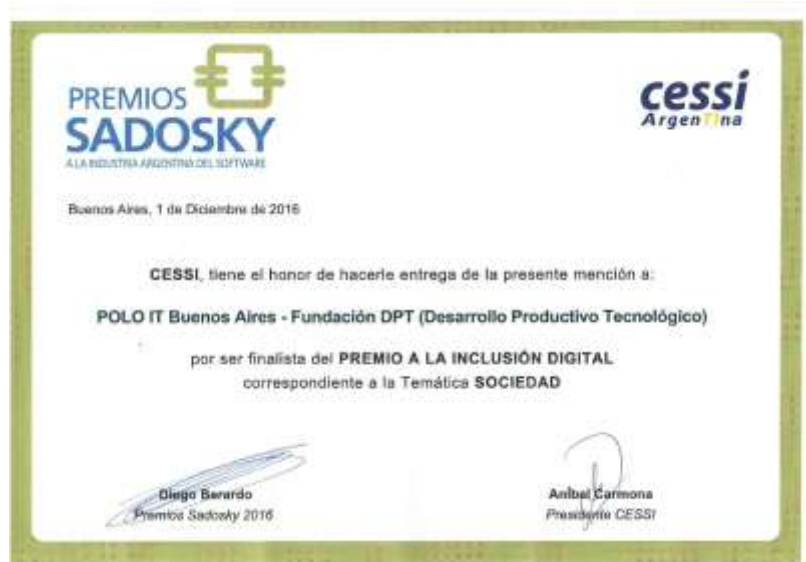 PREMIOS
SADOSKY
A LA INDUSTRIA ARGENTINA DEL SOFTWARE
cessi
ArgenTIna
Buenos Aires, 1 de Diciembre de 2016
CESSI, tiene el honor de hacerle entrega de la presente mención a:
POLO IT Buenos Aires - Fundación DPT (Desarrollo Productivo Tecnológico)
por ser finalista del PREMIO A LA INCLUSIÓN DIGITAL
correspondiente a la Temática SOCIEDAD
Diego Berardo
Premios Sadosky 2016
Aníbal Carmona
Presidente CESSI